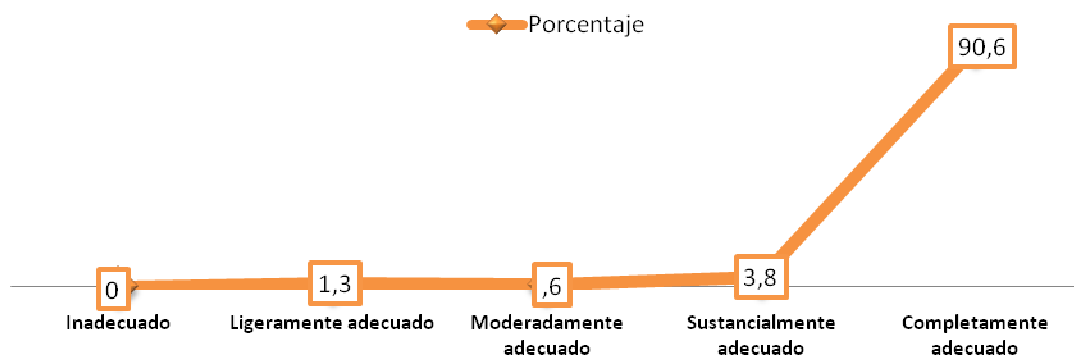 Porcentaje
90,6
3,8
1,3
,6
0
Inadecuado
Ligeramente adecuado
Moderadamente
adecuado
Sustancialmente
adecuado
Completamente
adecuado